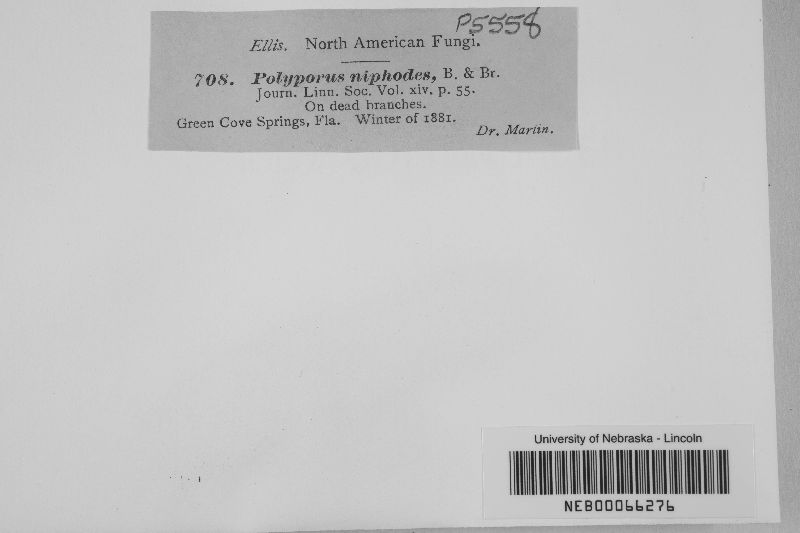 P5558
Ellis. North American Fungi.
708. Polyporus niphodes, B. & Br.
Journ. Linn. Soc. Vol. xiv. p. 55.
On dead branches.
Green Cove Springs, Fla. Winter of 1881.
Dr. Martin.
University of Nebraska - Lincoln
NEB00066276